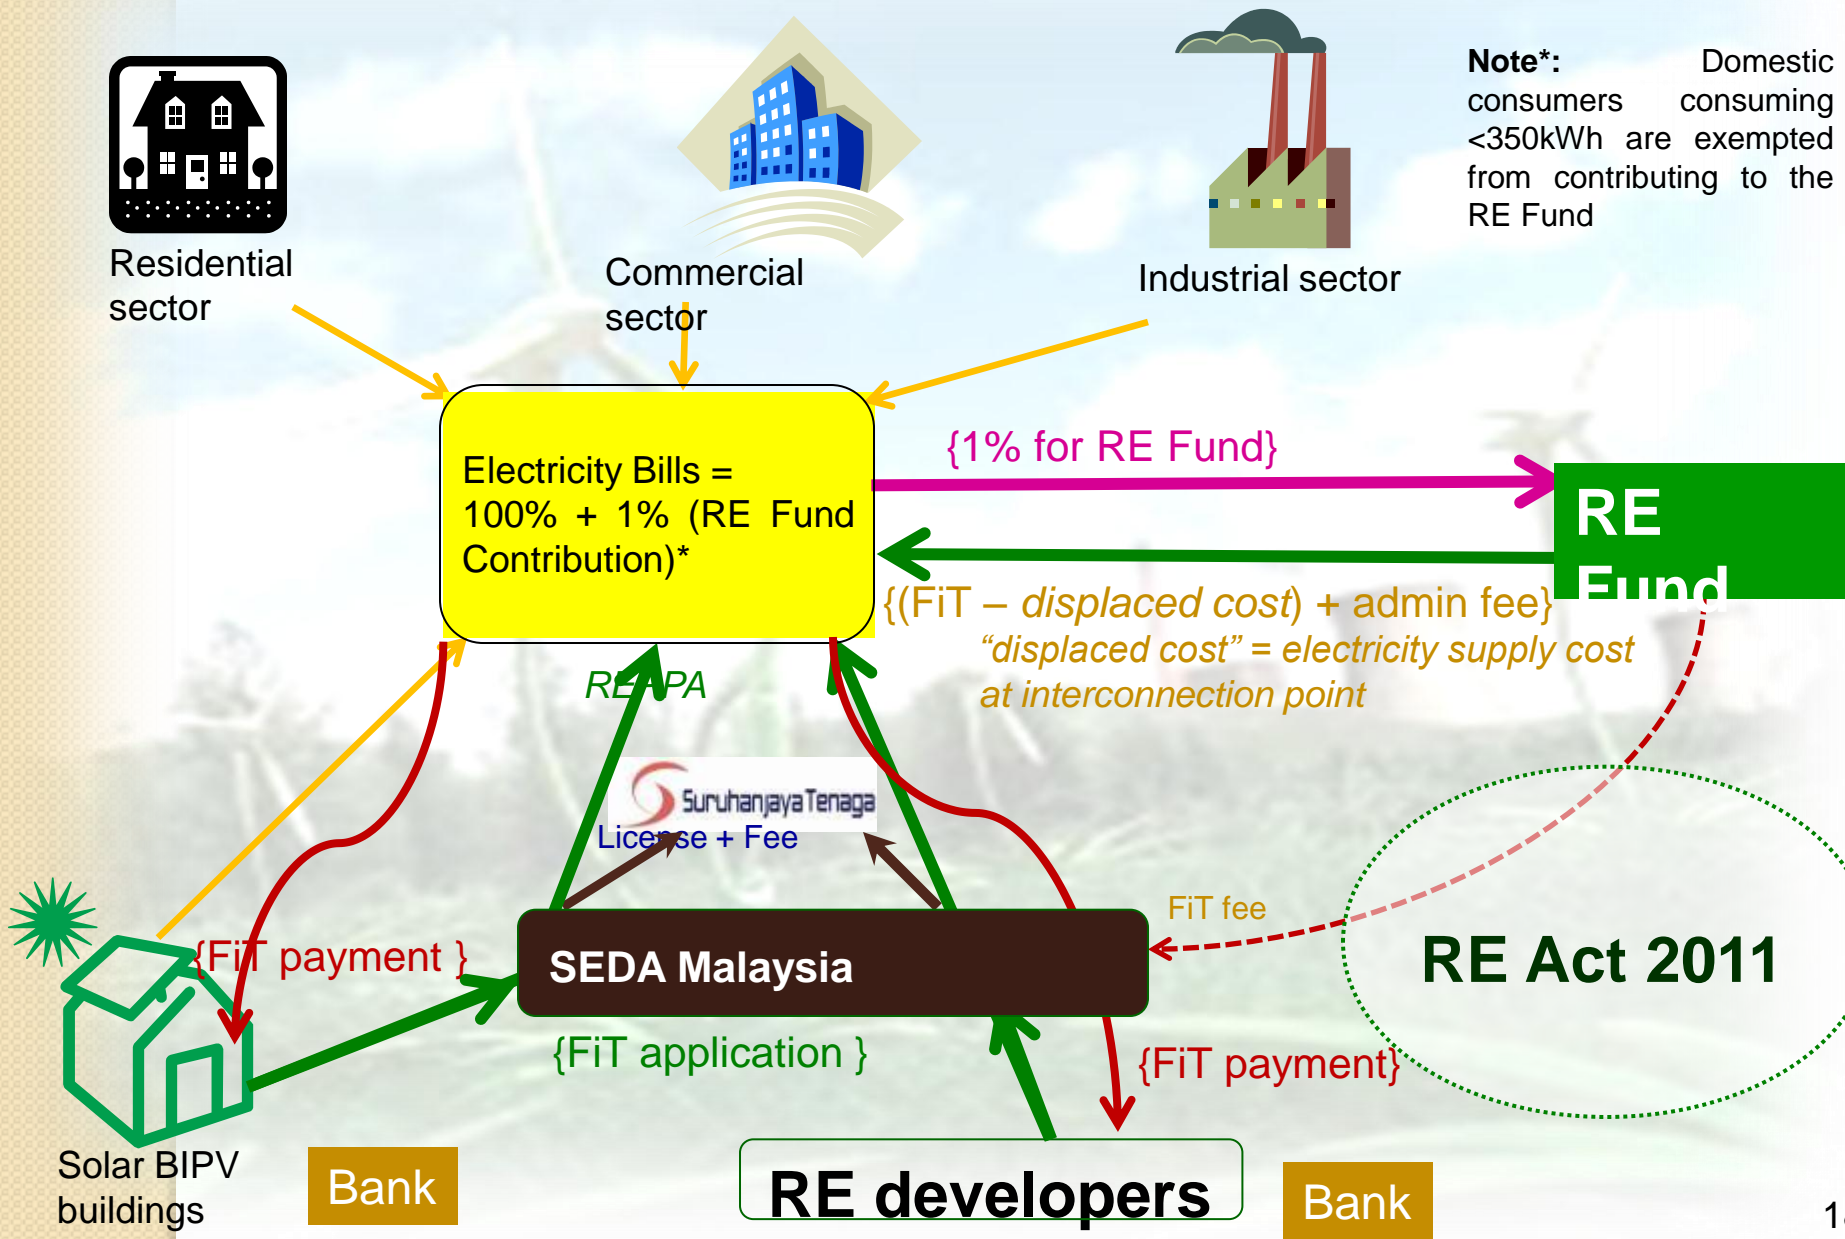 Note*: Domestic
consumers consuming
<350kWh are exempted
from contributing to the
RE Fund
Residential
sector
Commercial
sector
Industrial sector
Electricity Bills =
100% + 1% (RE Fund
Contribution)*
{1% for RE Fund}
RE
Fund
{(FiT – displaced cost) + admin fee}
“displaced cost” = electricity supply cost
at interconnection point
REPPA
Suruhanjaya Tenaga
License + Fee
FiT fee
{FiT payment }
SEDA Malaysia
RE Act 2011
{FiT application }
{FiT payment}
Solar BIPV
buildings
Bank
RE developers
Bank